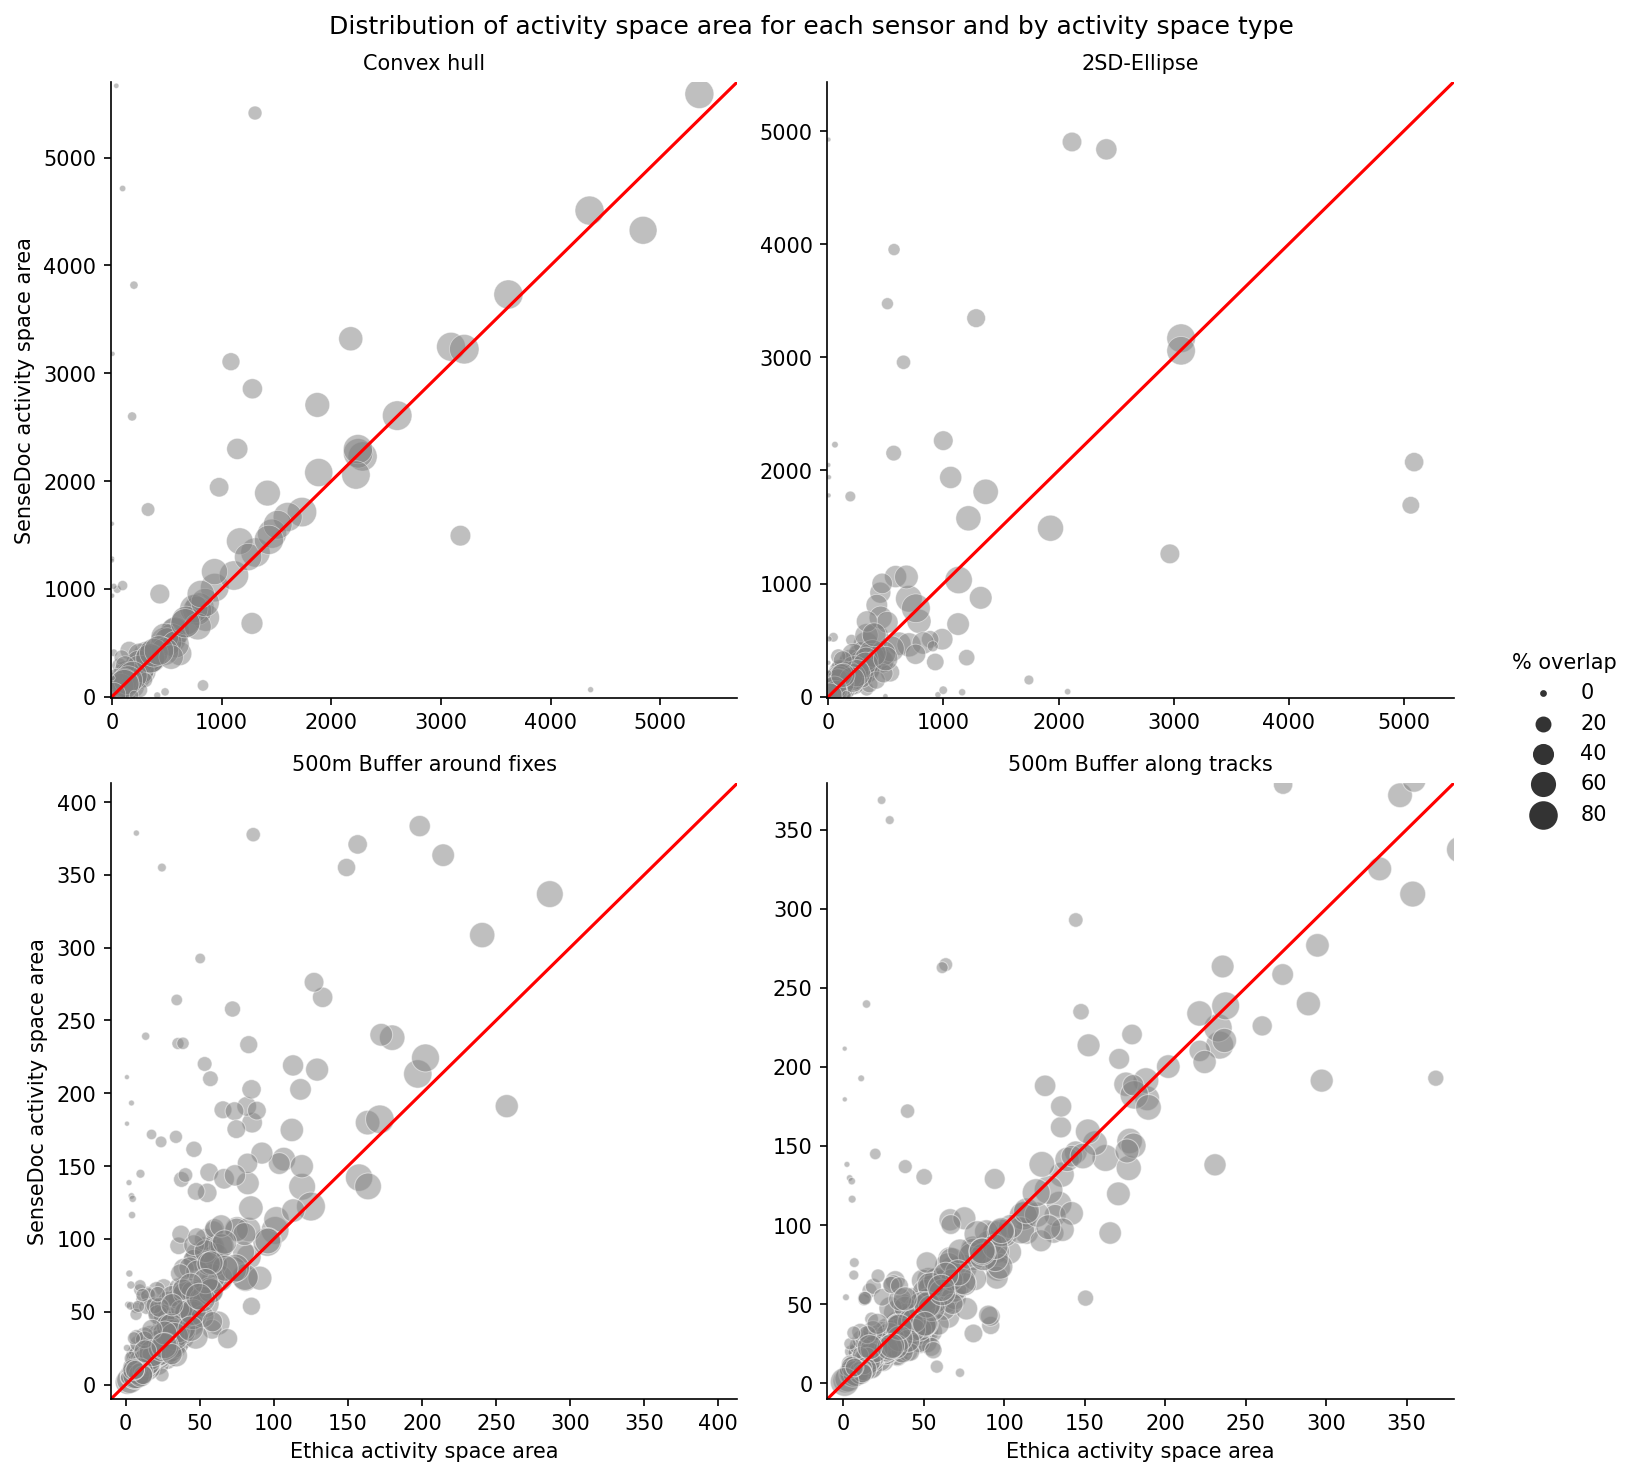 Distribution of activity space area for each sensor and by activity space type
Convex hull
2SD-Ellipse
SenseDoc activity space area
5000
4000
3000
2000
1000
0
0 1000 2000 3000 4000 5000
5000
4000
3000
2000
1000
0
0 1000 2000 3000 4000 5000
% overlap
0
20
40
60
80
500m Buffer around fixes
500m Buffer along tracks
SenseDoc activity space area
400
350
300
250
200
150
100
50
0
0 50 100 150 200 250 300 350 400
Ethica activity space area
350
300
250
200
150
100
50
0
0 50 100 150 200 250 300 350
Ethica activity space area